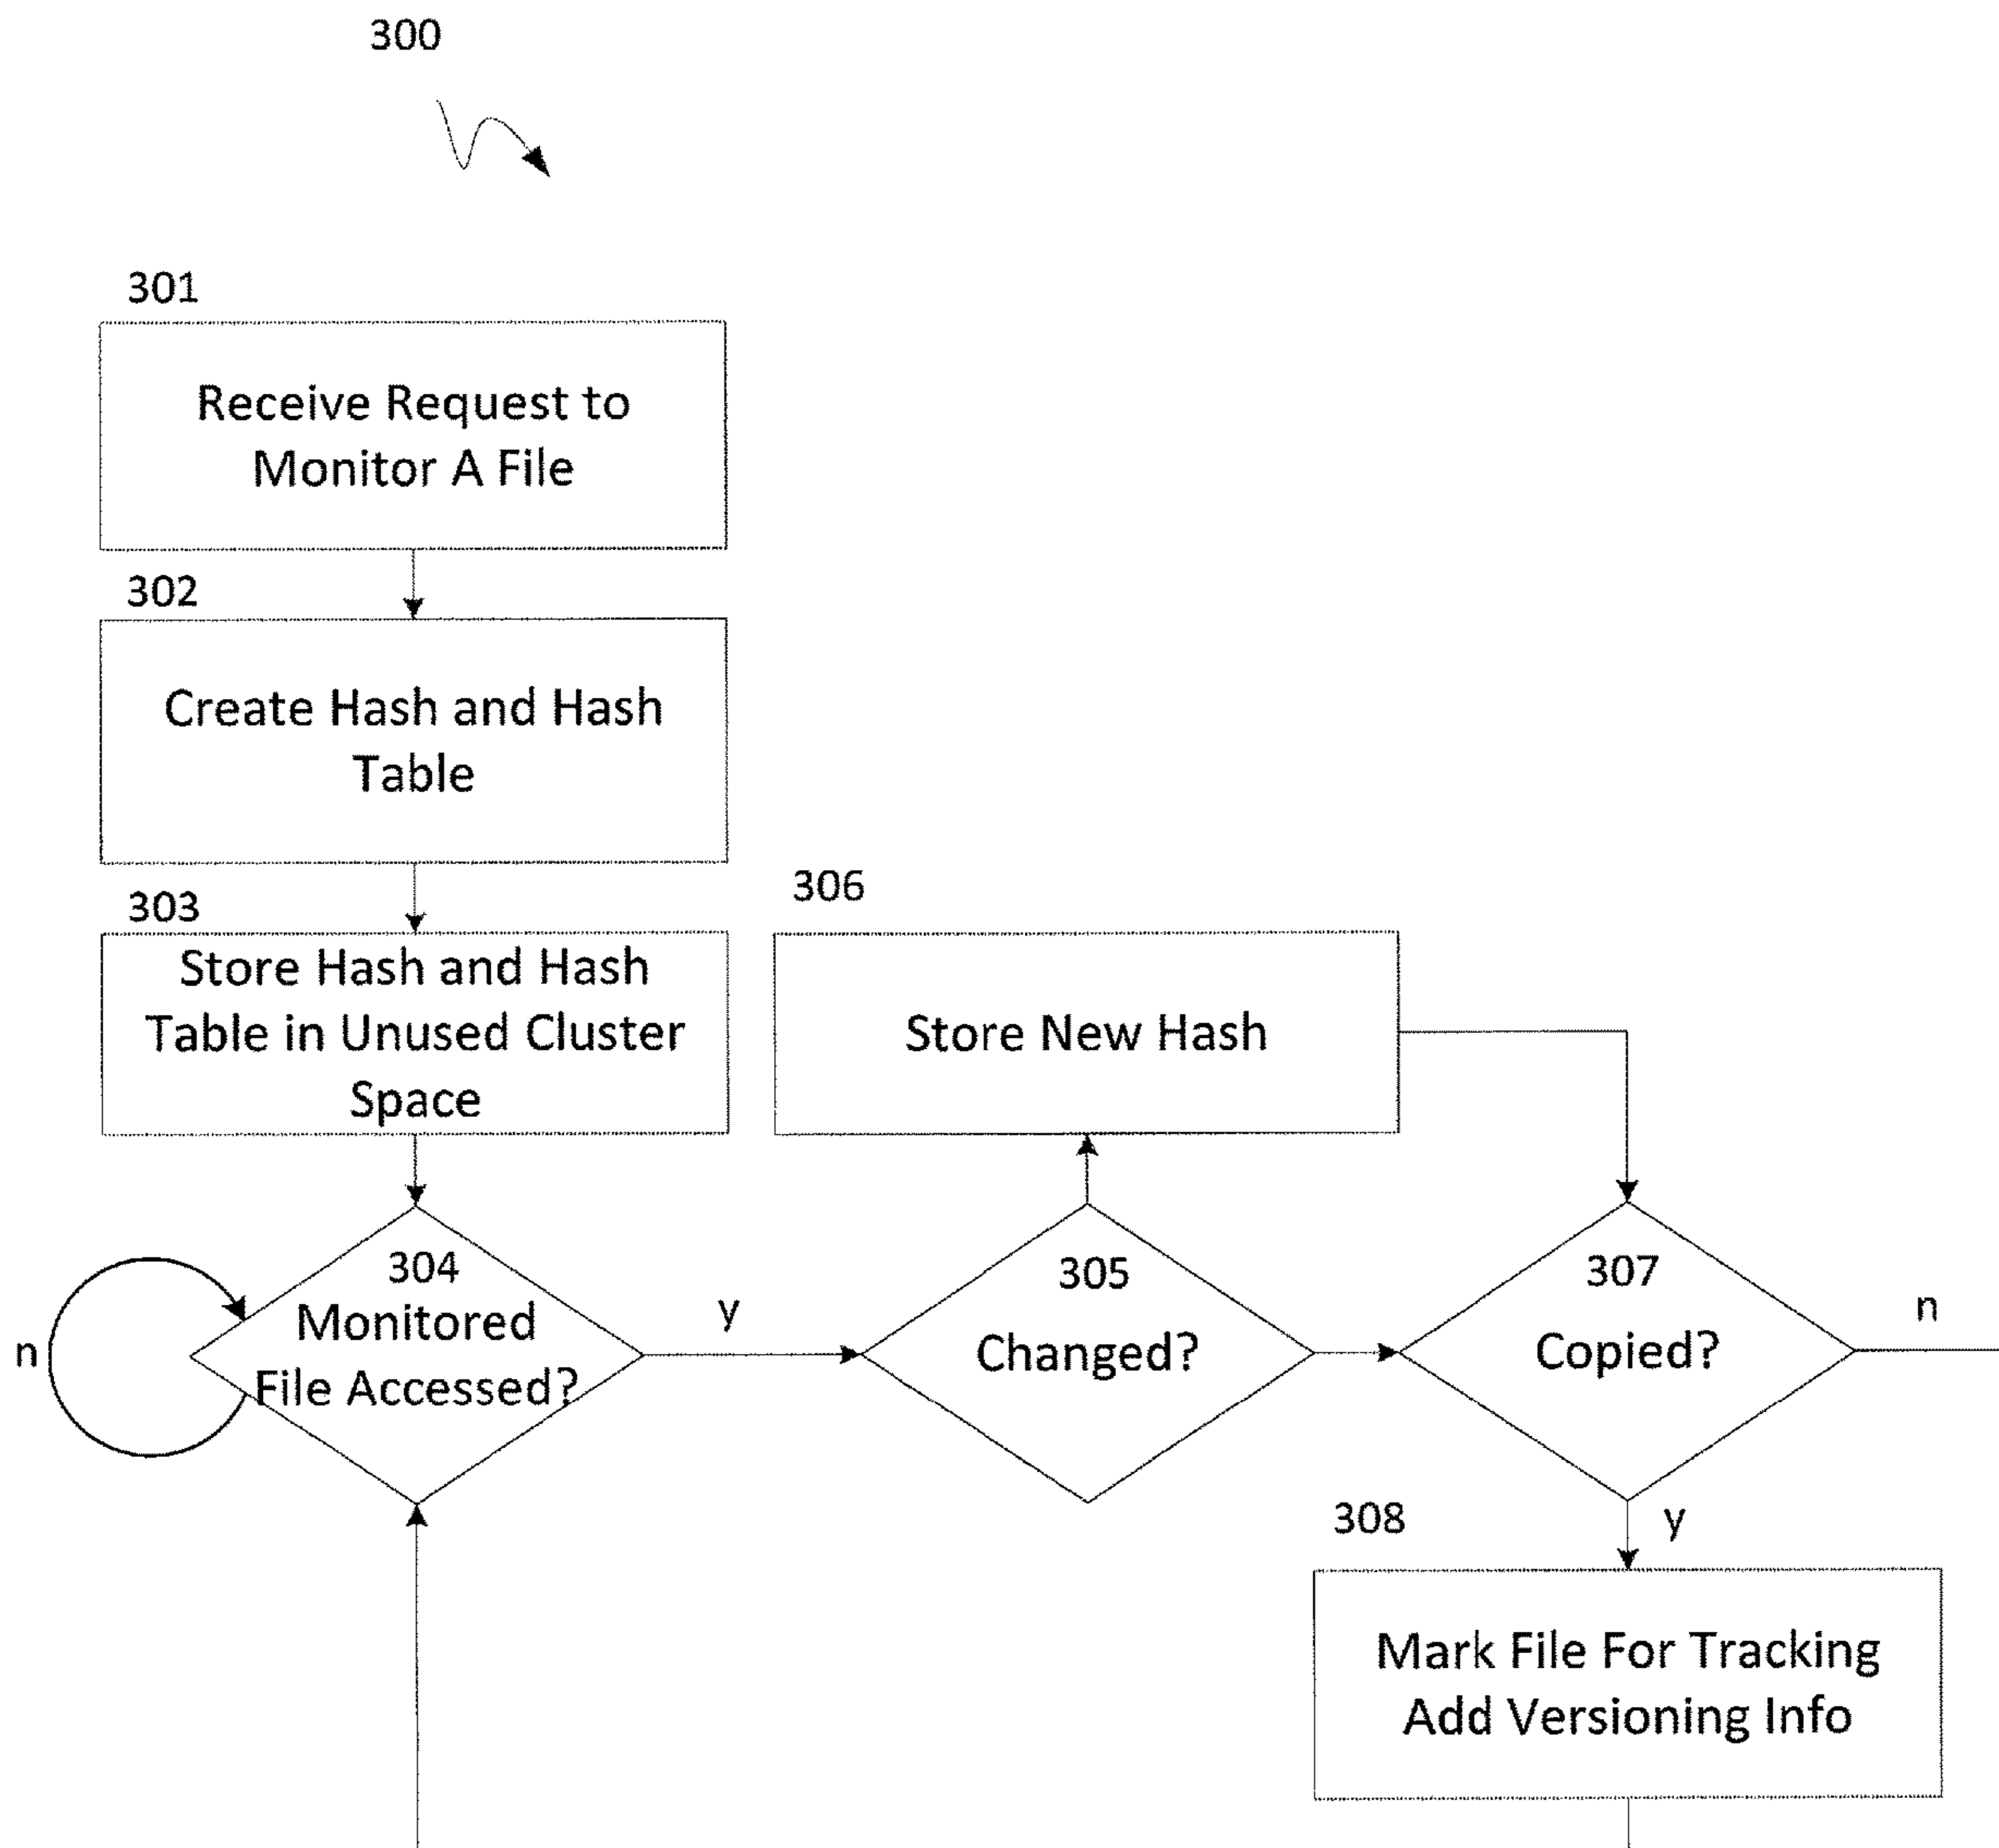 300
301
Receive Request to
Monitor A File
302
Create Hash and Hash
Table
303
Store Hash and Hash
Table in Unused Cluster
Space
306
Store New Hash
304
Monitored
File Accessed?
n
y
305
Changed?
307
Copied?
n
y
308
Mark File For Tracking
Add Versioning Info